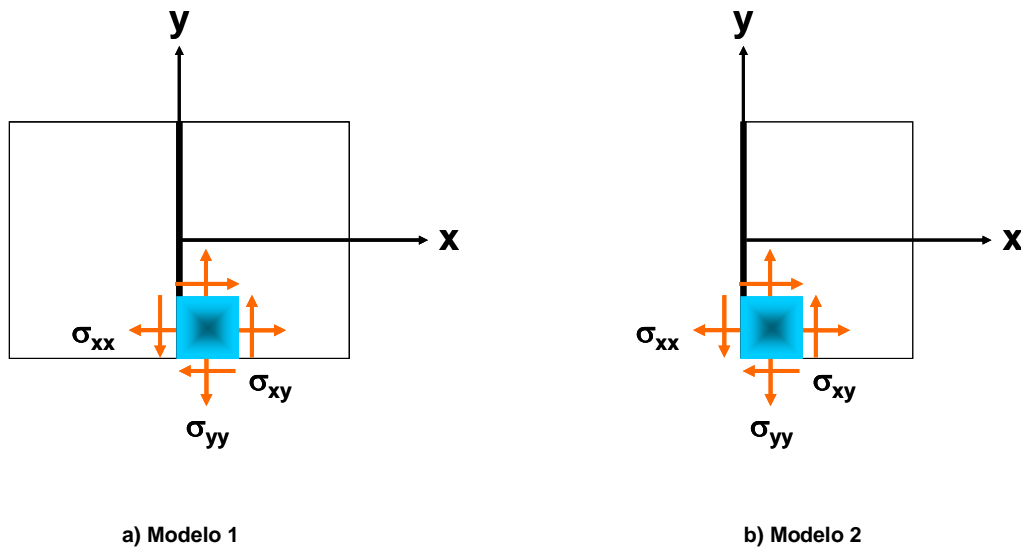 y
x
σxx
σxy
σyy
a) Modelo 1
y
x
σxx
σxy
σyy
b) Modelo 2